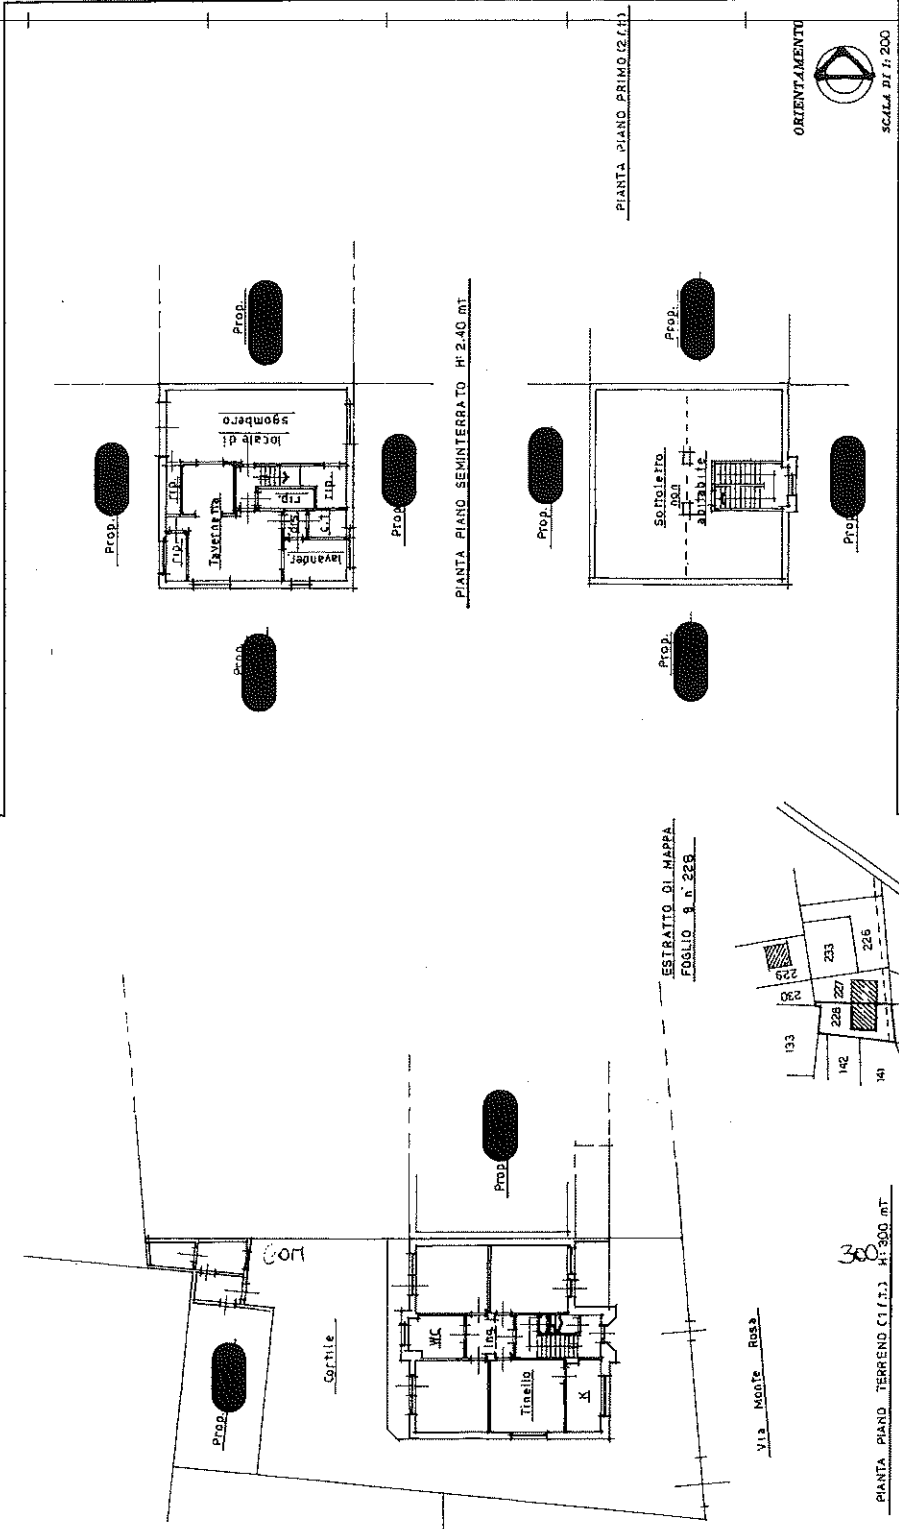 PIANTA PIANO PRIMO (2 f.t.)
ORIENTAMENTO
SCALA DI 1: 200
Prop.
Prop.
Prop.
Prop.
locale di
sgombero
rip.
rip.
Tavernetta
rip.
rip.
dis.
c.t.
lavander.
PIANTA PIANO SEMINTERRATO H: 2.40 mT
Prop.
Prop.
Prop.
Prop.
Sottotetto
non
abitabile
ESTRATTO DI MAPPA
FOGLIO 9 n° 228
133
142
141
230
229
228
227
233
226
Prop.
Prop.
Cortile
WC
Ing.
Tinello
K
Via Monte Rosa
300
PIANTA PIANO TERRENO (1 f.t.) H: 300 mT